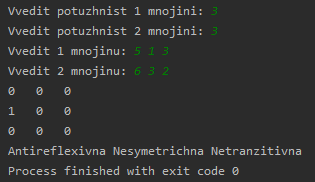 Vvedit potuzhnist 1 mnojini: 3
Vvedit potuzhnist 2 mnojini: 3
Vvedit 1 mnojinu: 5 1 3
Vvedit 2 mnojinu: 6 3 2
0 0 0
1 0 0
0 0 0
Antireflexivna Nesymetrichna Netranzitivna
Process finished with exit code 0